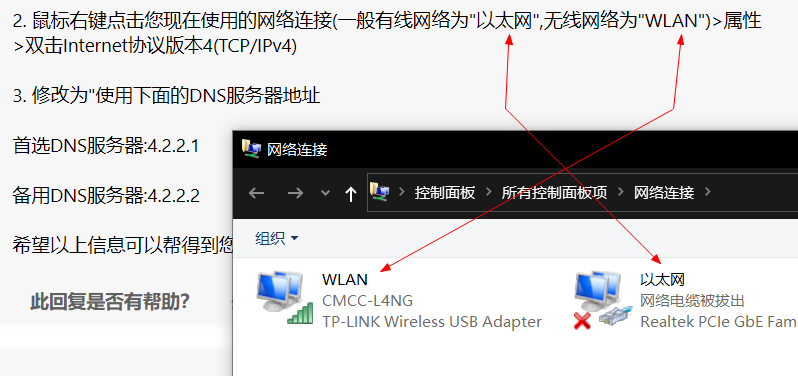 2. 鼠标右键点击您现在使用的网络连接(一般有线网络为"以太网",无线网络为"WLAN")>属性
>双击Internet协议版本4(TCP/IPv4)
3. 修改为"使用下面的DNS服务器地址
首选DNS服务器:4.2.2.1
备用DNS服务器:4.2.2.2
希望以上信息可以帮得到您
此回复是否有帮助?
网络连接
控制面板 > 所有控制面板项 > 网络连接 >
组织
WLAN
CMCC-L4NG
TP-LINK Wireless USB Adapter
以太网
网络电缆被拔出
Realtek PCIe GbE Fam